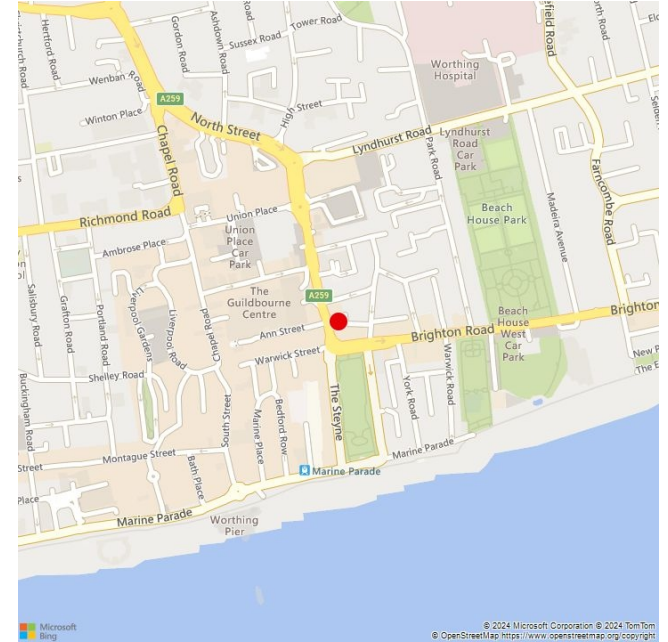 Tower Road
Hertford Road
Gordon Road
Ashdown Road
Sussex Road
Wenban Road
Worthing
Hospital
A259
High Street
Winton Place
North Street
Lyndhurst Road
Lyndhurst
Road
Car
Park
Chapel Road
Park Road
Farncombe Road
Richmond Road
Union Place
Union
Place
Car
Park
Beach
House Park
Madeira Avenue
Ambrose Place
The
Guildbourne
Centre
A259
Salisbury Road
Grafton Road
Portland Road
Liverpool Gardens
Liverpool Road
Chapel Road
Ann Street
Warwick Street
Brighton Road
Brighton
Beach
House
West
Car
Park
Shelley Road
Buckingham Road
South Street
Marine Place
Bedford Row
The Steyne
York Road
Warwick Road
New P
The E
Montague Street
Street
Bath Place
Place
Marine Parade
Marine Parade
Marine Parade
Worthing
Pier
Microsoft
Bing
© 2024 Microsoft Corporation © 2024 TomTom
© OpenStreetMap https://www.openstreetmap.org/copyright